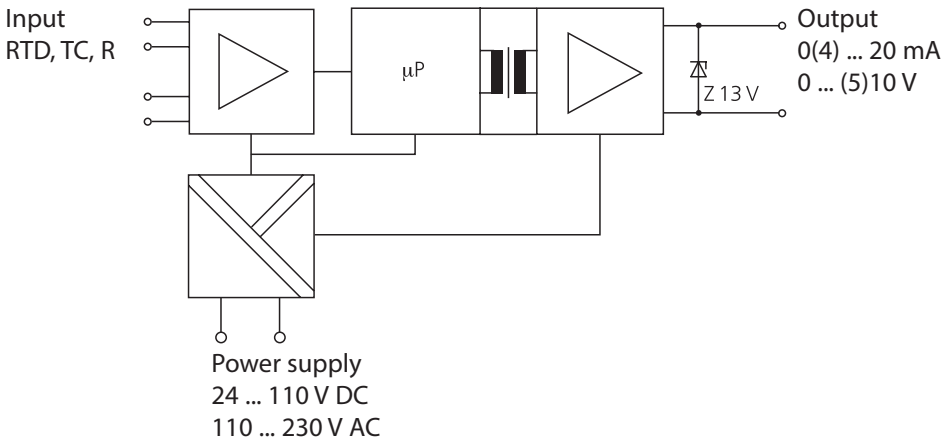 Input
RTD, TC, R
μP
Z 13 V
Output
0(4) ... 20 mA
0 ... (5)10 V
Power supply
24 ... 110 V DC
110 ... 230 V AC